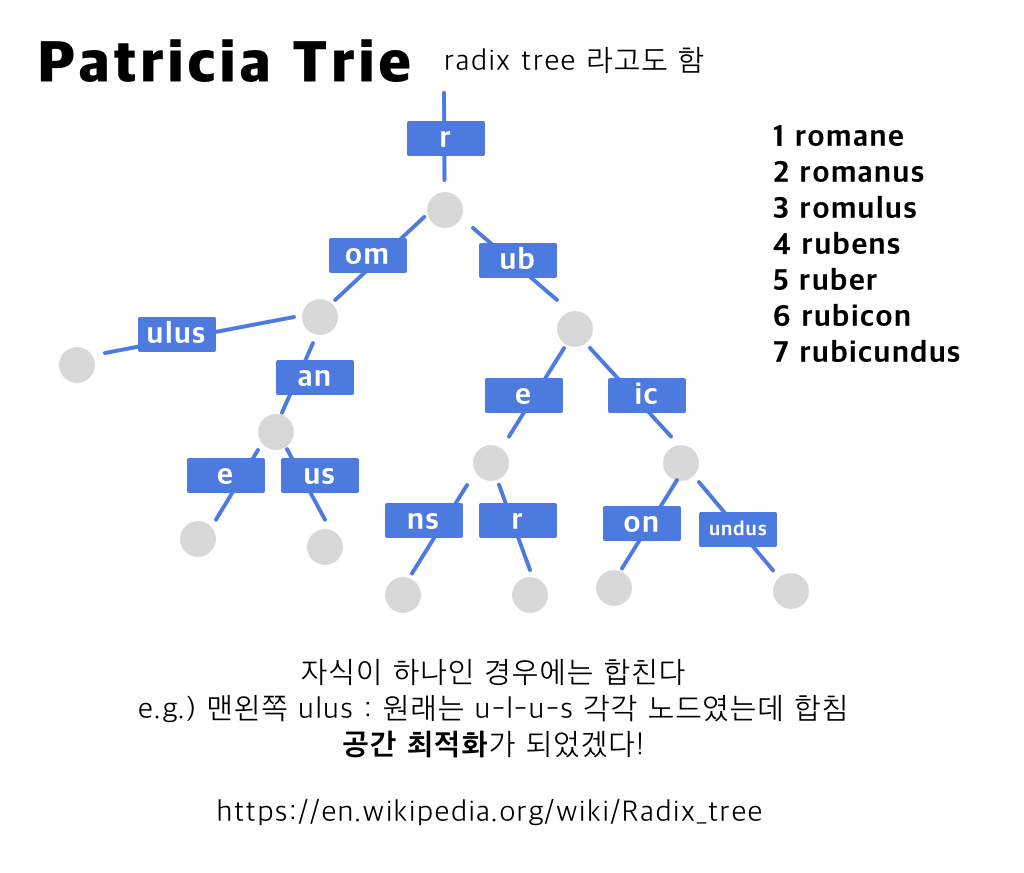 Patricia Trie radix tree 라고도 함
r
1 romane
2 romanus
3 romulus
4 rubens
5 ruber
6 rubicon
7 rubicundus
om ub
ulus
an
e ic
e us
ns r on undus
자식이 하나인 경우에는 합친다
e.g.) 맨왼쪽 ulus : 원래는 u-l-u-s 각각 노드였는데 합침
공간 최적화가 되었겠다!
https://en.wikipedia.org/wiki/Radix_tree